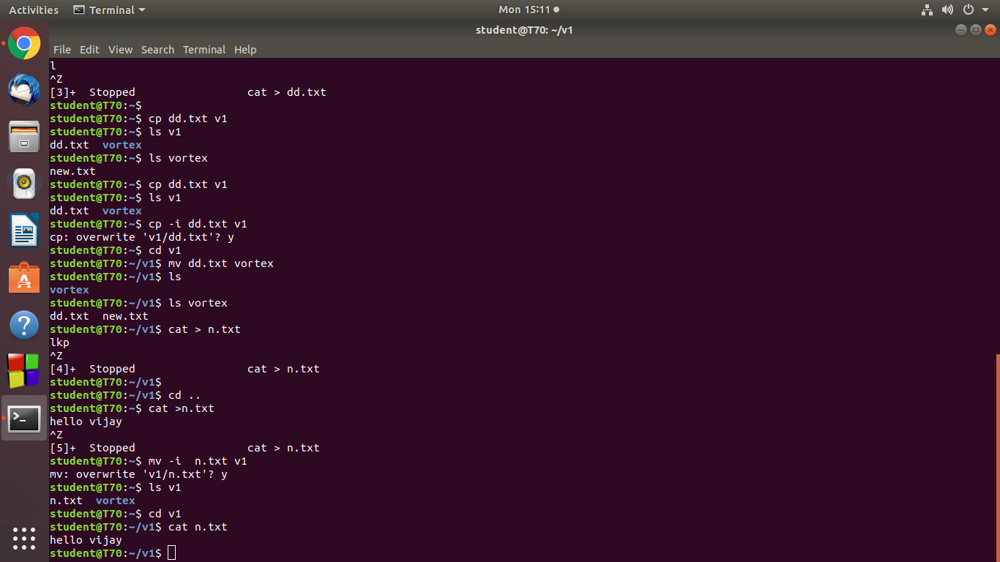 Activities Terminal Mon 15:11
student@T70: ~/v1
File Edit View Search Terminal Help
l
^Z
[3]+  Stopped                 cat > dd.txt
student@T70:~$
student@T70:~$ cp dd.txt v1
student@T70:~$ ls v1
dd.txt  vortex
student@T70:~$ ls vortex
new.txt
student@T70:~$ cp dd.txt v1
student@T70:~$ ls v1
dd.txt  vortex
student@T70:~$ cp -i dd.txt v1
cp: overwrite 'v1/dd.txt'? y
student@T70:~$ cd v1
student@T70:~/v1$ mv dd.txt vortex
student@T70:~/v1$ ls
vortex
student@T70:~/v1$ ls vortex
dd.txt  new.txt
student@T70:~/v1$ cat > n.txt
lkp
^Z
[4]+  Stopped                 cat > n.txt
student@T70:~/v1$
student@T70:~/v1$ cd ..
student@T70:~$ cat >n.txt
hello vijay
^Z
[5]+  Stopped                 cat > n.txt
student@T70:~$ mv -i  n.txt v1
mv: overwrite 'v1/n.txt'? y
student@T70:~$ ls v1
n.txt  vortex
student@T70:~$ cd v1
student@T70:~/v1$ cat n.txt
hello vijay
student@T70:~/v1$